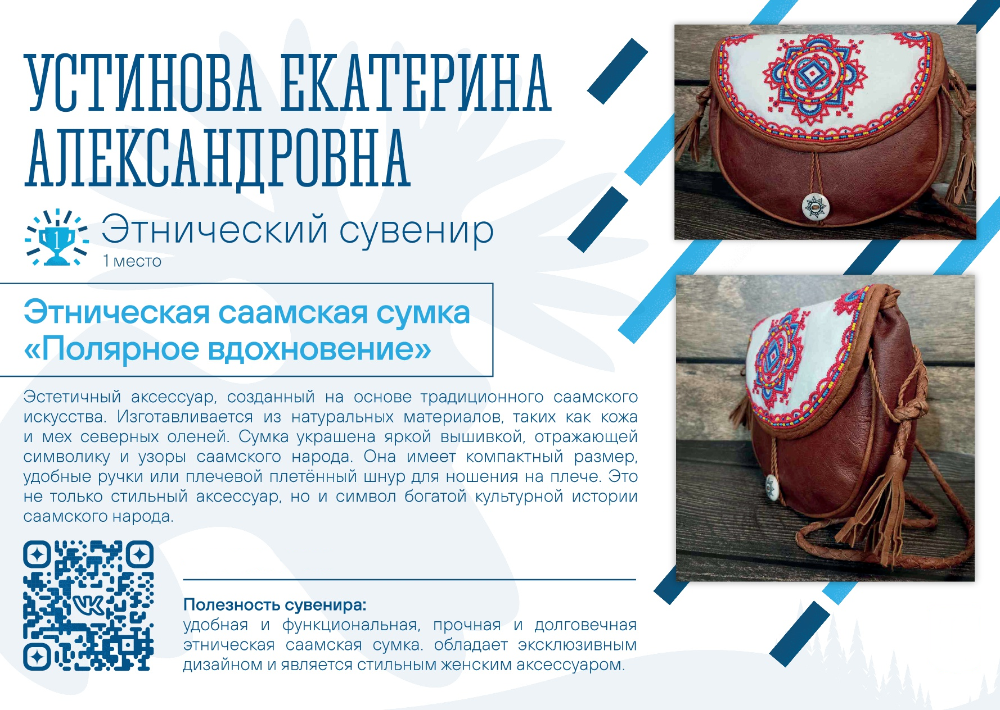 УСТИНОВА ЕКАТЕРИНА
АЛЕКСАНДРОВНА
1
Этнический сувенир
1 место
Этническая саамская сумка
«Полярное вдохновение»
Эстетичный аксессуар, созданный на основе традиционного саамского
искусства. Изготавливается из натуральных материалов, таких как кожа
и мех северных оленей. Сумка украшена яркой вышивкой, отражающей
символику и узоры саамского народа. Она имеет компактный размер,
удобные ручки или плечевой плетённый шнур для ношения на плече. Это
не только стильный аксессуар, но и символ богатой культурной истории
саамского народа.
Полезность сувенира:
удобная и функциональная, прочная и долговечная
этническая саамская сумка. обладает эксклюзивным
дизайном и является стильным женским аксессуаром.